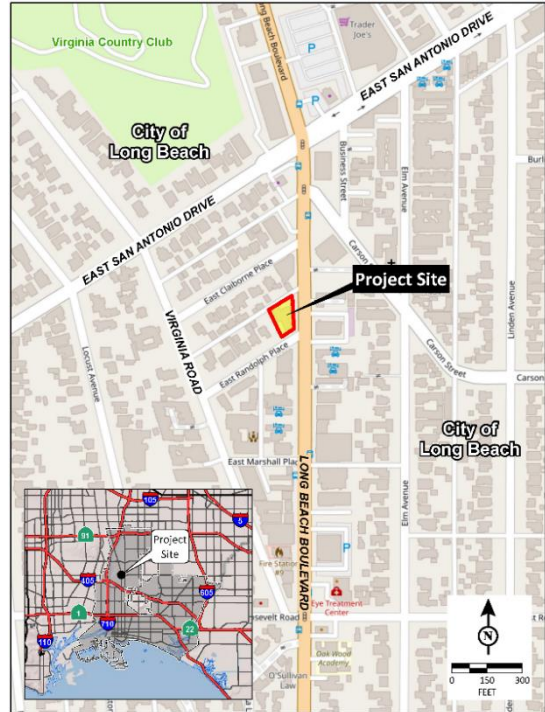 Virginia Country Club
Long Beach Boulevard
Trader
Joe's
P
P
EAST SAN ANTONIO DRIVE
City of
Long Beach
Business Street
Elm Avenue
Burl
EAST SAN ANTONIO DRIVE
East Claiborne Place
Carson
Project Site
Linden Avenue
VIRGINIA ROAD
Locust Avenue
East Randolph Place
Carson Street
Carson
City of
Long Beach
East Marshall Plac
LONG BEACH BOULEVARD
Elm Avenue
P
Fire Station
#9
Eye Treatment
Center
sevelt Road
Oak Wood
Academy
O'Sullivan
Law
105
5
91
Project
Site
405
605
1
710
22
110
N
0 150 300
FEET